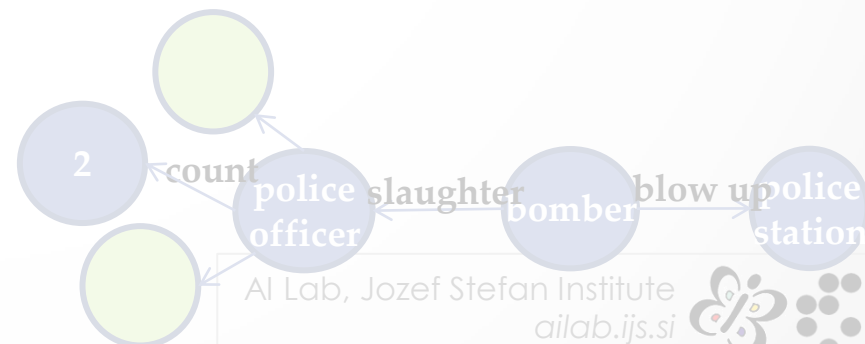 2
count
police
officer
slaughter
bomber
blow up
police
station
AI Lab, Jozef Stefan Institute
ailab.ijs.si